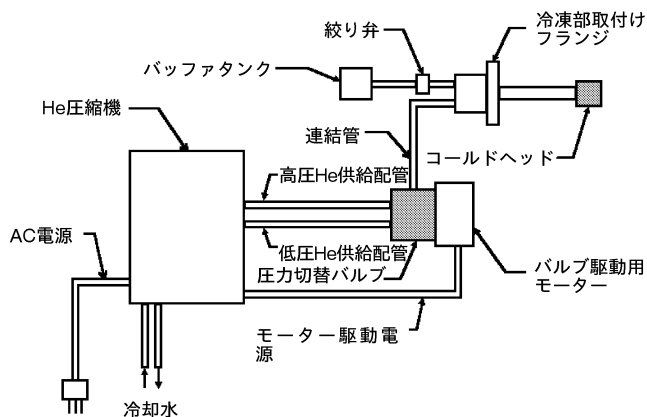 絞り弁
冷凍部取付け
フランジ
バッファタンク
He圧縮機
連結管
コールドヘッド
高圧He供給配管
AC電源
低圧He供給配管
圧力切替バルブ
バルブ駆動用
モーター
モーター駆動電
源
冷却水